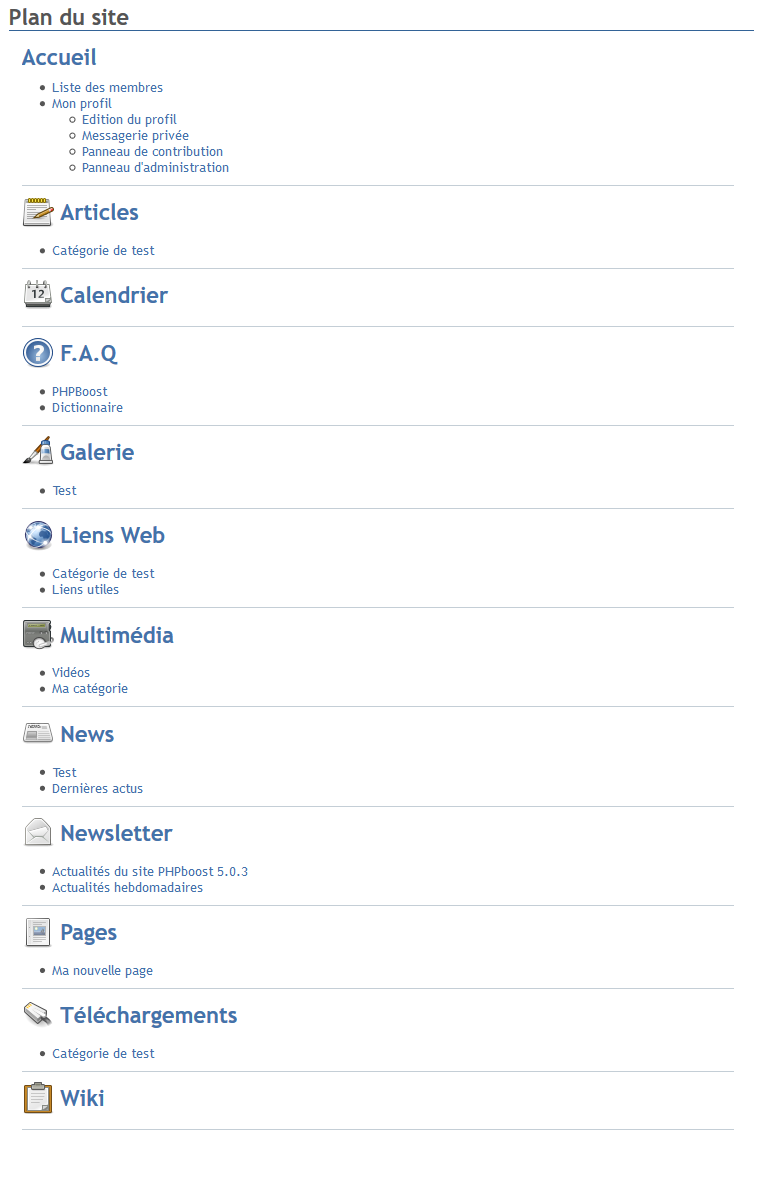 Plan du site
Accueil
Liste des membres
Mon profil
Edition du profil
Messagerie privée
Panneau de contribution
Panneau d'administration
Articles
Catégorie de test
12
Calendrier
?
F.A.Q
PHPBoost
Dictionnaire
Galerie
Test
Liens Web
Catégorie de test
Liens utiles
Multimédia
Vidéos
Ma catégorie
News
Test
Dernières actus
Newsletter
Actualités du site PHPboost 5.0.3
Actualités hebdomadaires
Pages
Ma nouvelle page
Téléchargements
Catégorie de test
Wiki